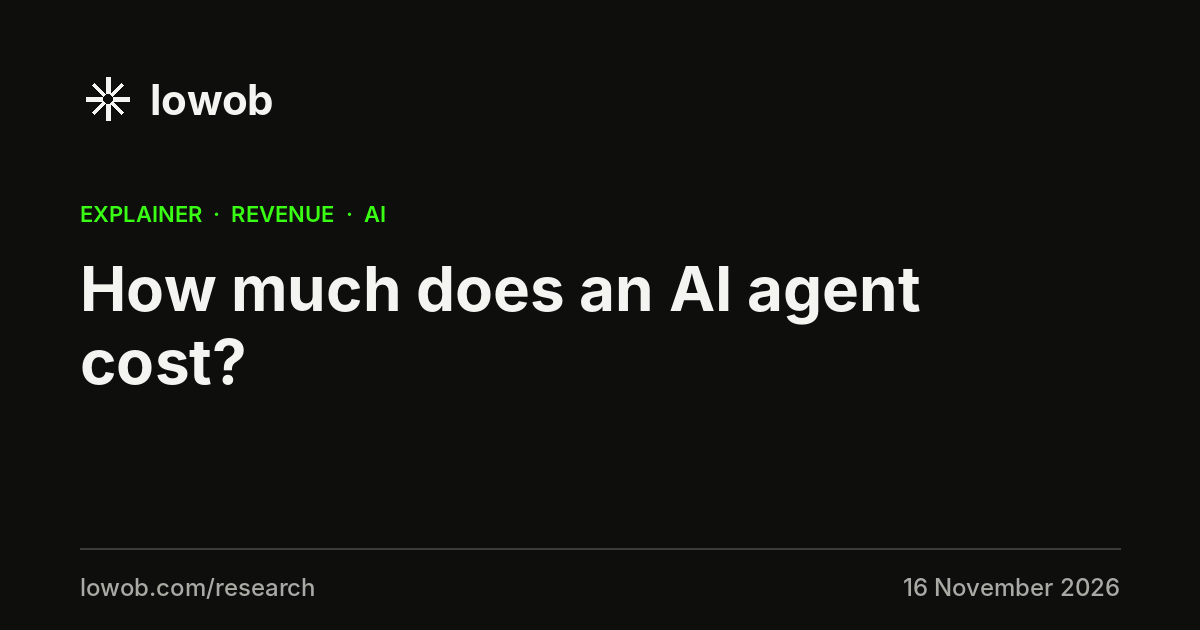 lowob
EXPLAINER · REVENUE · AI
How much does an AI agent
cost?
lowob.com/research
16 November 2026